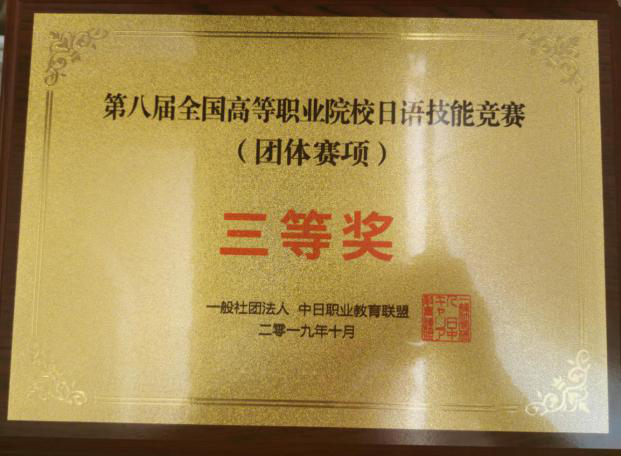 第八届全国高等职业院校日语技能竞赛
（团体赛项）
三等奖
一般社团法人 中日职业教育联盟
二零一九年十月